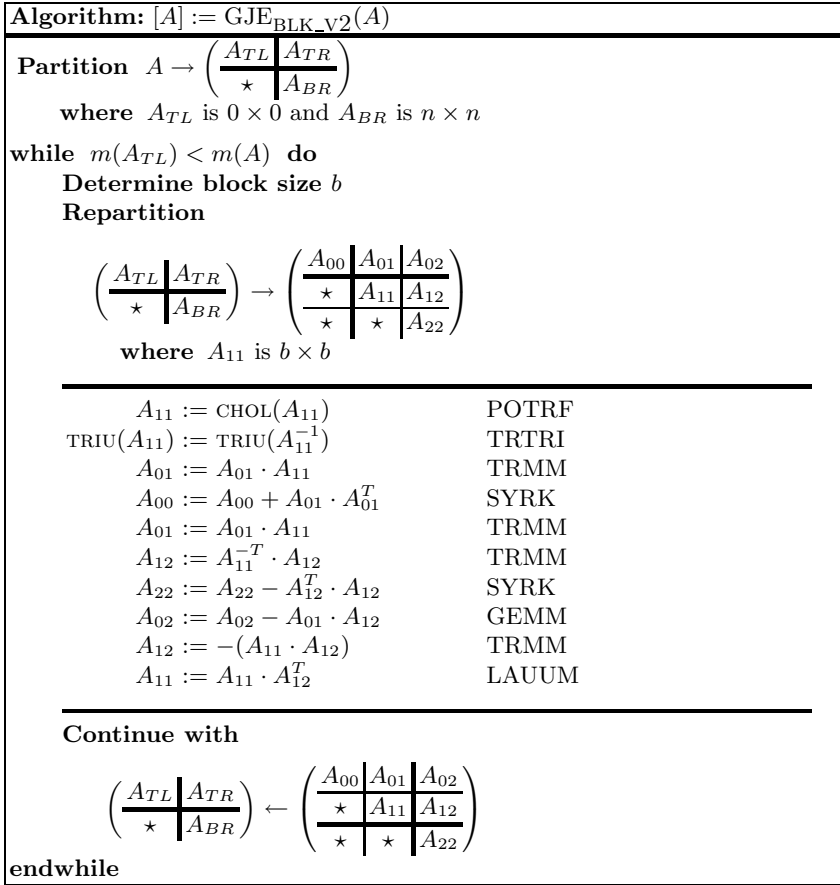 Algorithm: [A] := GJE_BLK_V2(A)
Partition A → ( A_TL A_TR
⋆ A_BR )
where A_TL is 0 × 0 and A_BR is n × n
while m(A_TL) < m(A) do
Determine block size b
Repartition
( A_TL A_TR
⋆ A_BR ) → ( A_00 A_01 A_02
⋆ A_11 A_12
⋆ ⋆ A_22 )
where A_11 is b × b
A_11 := CHOL(A_11) POTRF
TRIU(A_11) := TRIU(A_11^{-1}) TRTRI
A_01 := A_01 · A_11 TRMM
A_00 := A_00 + A_01 · A_01^T SYRK
A_01 := A_01 · A_11 TRMM
A_12 := A_11^{-T} · A_12 TRMM
A_22 := A_22 − A_12^T · A_12 SYRK
A_02 := A_02 − A_01 · A_12 GEMM
A_12 := −(A_11 · A_12) TRMM
A_11 := A_11 · A_12^T LAUUM
Continue with
( A_TL A_TR
⋆ A_BR ) ← ( A_00 A_01 A_02
⋆ A_11 A_12
⋆ ⋆ A_22 )
endwhile